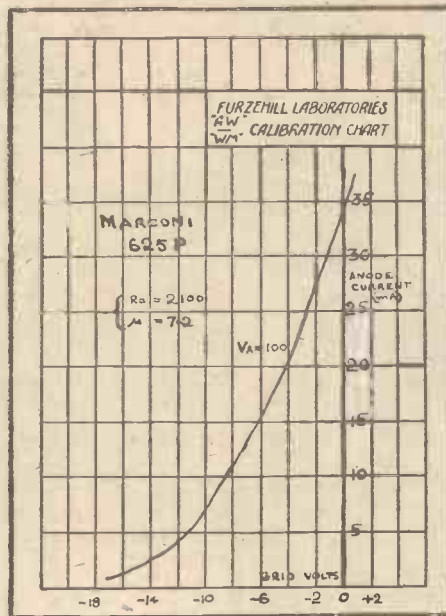 FURZEHILL LABORATORIES
"AW"
"WM" CALIBRATION CHART
MARCONI
625 P
35
30
ANODE
CURRENT
(mA)
Ra = 2100
μ = 7.2
25
VA=100
20
15
10
5
GRID VOLTS
-18 -14 -10 -6 -2 0 +2